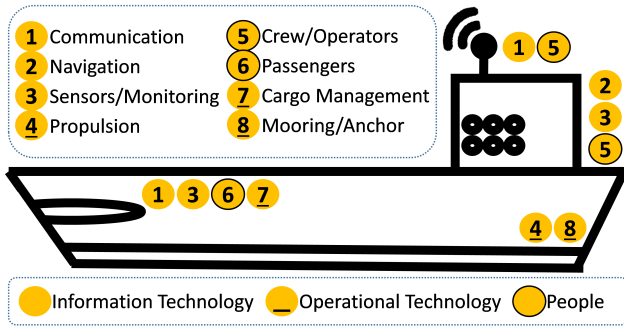 1 Communication
2 Navigation
3 Sensors/Monitoring
4 Propulsion
5 Crew/Operators
6 Passengers
7 Cargo Management
8 Mooring/Anchor
1 5
2
3
5
1 3 6 7
4 8
Information Technology _ Operational Technology People